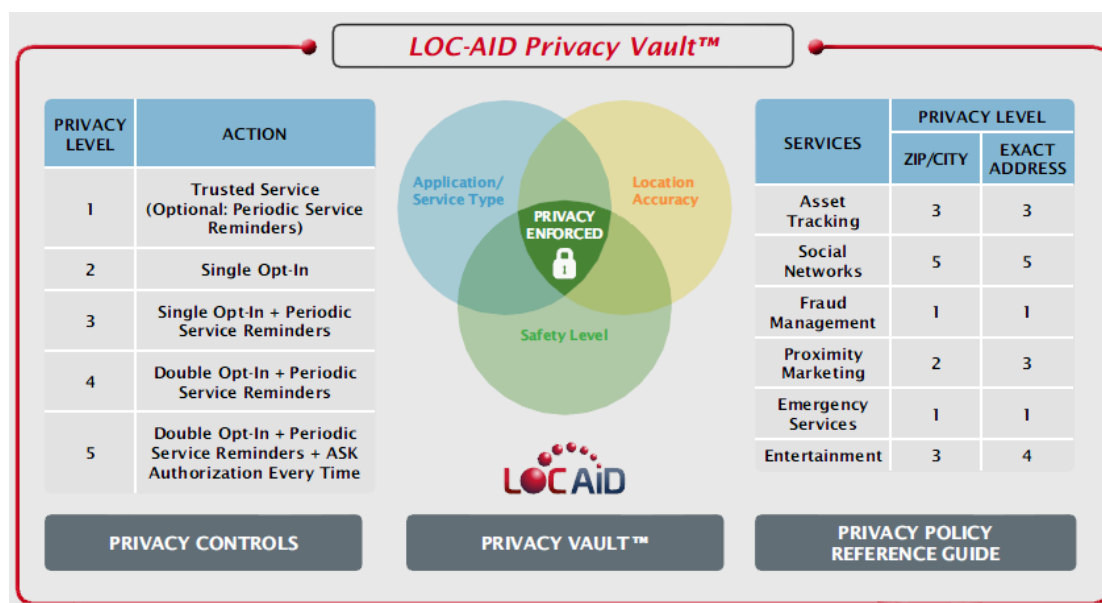 LOC-AID Privacy Vault™
PRIVACY LEVEL
ACTION
1
Trusted Service
(Optional: Periodic Service
Reminders)
2
Single Opt-In
3
Single Opt-In + Periodic
Service Reminders
4
Double Opt-In + Periodic
Service Reminders
5
Double Opt-In + Periodic
Service Reminders + ASK
Authorization Every Time
PRIVACY CONTROLS
Application/
Service Type
Location
Accuracy
PRIVACY
ENFORCED
1
Safety Level
LOCAiD
PRIVACY VAULT™
SERVICES
PRIVACY LEVEL
ZIP/CITY
EXACT
ADDRESS
Asset
Tracking
3
3
Social
Networks
5
5
Fraud
Management
1
1
Proximity
Marketing
2
3
Emergency
Services
1
1
Entertainment
3
4
PRIVACY POLICY
REFERENCE GUIDE